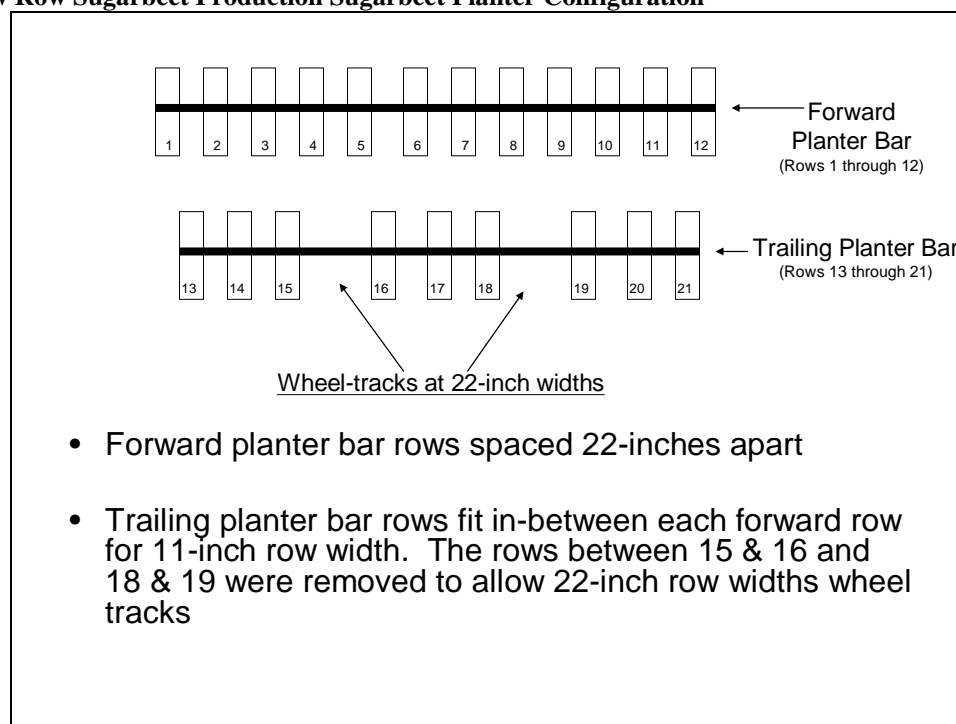 Row Sugarbeet Production Sugarbeet Planter Configuration
1 2 3 4 5 6 7 8 9 10 11 12
Forward
Planter Bar
(Rows 1 through 12)
13 14 15 16 17 18 19 20 21
Trailing Planter Bar
(Rows 13 through 21)
Wheel-tracks at 22-inch widths
• Forward planter bar rows spaced 22-inches apart
• Trailing planter bar rows fit in-between each forward row
for 11-inch row width. The rows between 15 & 16 and
18 & 19 were removed to allow 22-inch row widths wheel
tracks